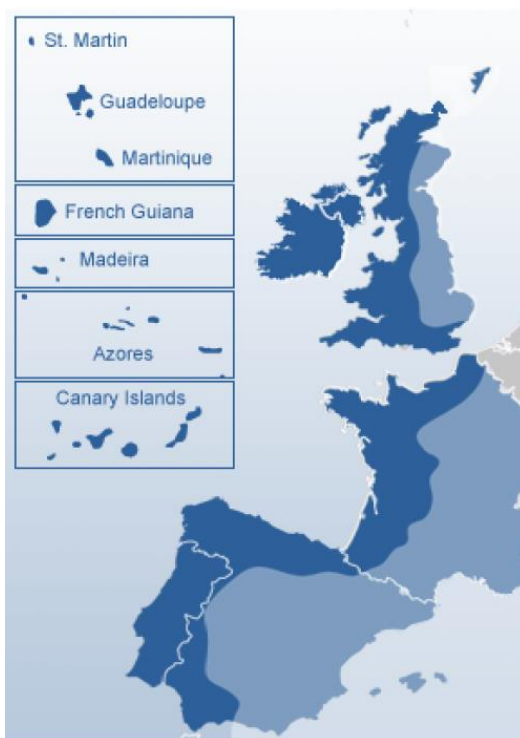 St. Martin
Guadeloupe
Martinique
French Guiana
Madeira
Azores
Canary Islands